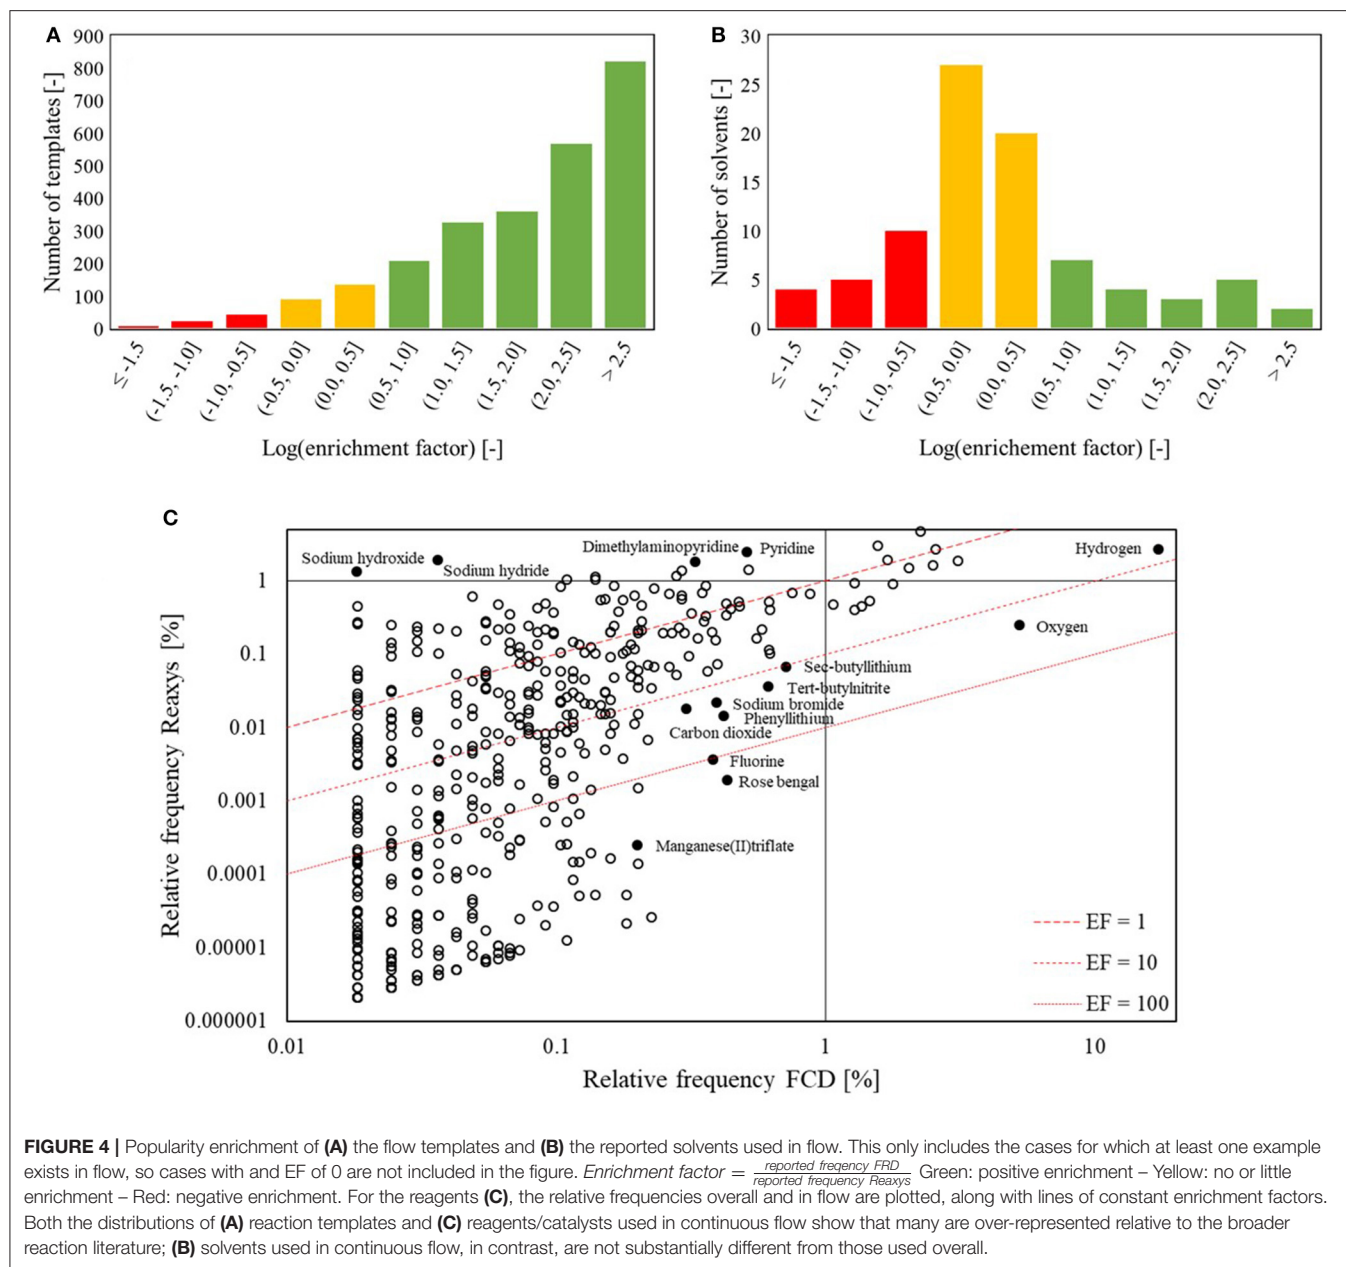 A
Number of templates [-]
900
800
700
600
500
400
300
200
100
0
≤ -1.5
(-1.5, -1.0]
(-1.0, -0.5]
(-0.5, 0.0]
(0.0, 0.5]
(0.5, 1.0]
(1.0, 1.5]
(1.5, 2.0]
(2.0, 2.5]
> 2.5
Log(enrichment factor) [-]
B
Number of solvents [-]
30
25
20
15
10
5
0
≤ -1.5
(-1.5, -1.0]
(-1.0, -0.5]
(-0.5, 0.0]
(0.0, 0.5]
(0.5, 1.0]
(1.0, 1.5]
(1.5, 2.0]
(2.0, 2.5]
> 2.5
Log(enrichement factor) [-]
C
Relative frequency Reaxys [%]
1
0.1
0.01
0.001
0.0001
0.00001
0.000001
Sodium hydroxide
Sodium hydride
Dimethylaminopyridine
Pyridine
Hydrogen
Oxygen
Sec-butyllithium
Tert-butylnitrite
Sodium bromide
Phenyllithium
Carbon dioxide
Fluorine
Rose bengal
Manganese(II)triflate
EF = 1
EF = 10
EF = 100
0.01
0.1
1
10
Relative frequency FCD [%]
FIGURE 4 | Popularity enrichment of (A) the flow templates and (B) the reported solvents used in flow. This only includes the cases for which at least one example
exists in flow, so cases with and EF of 0 are not included in the figure. Enrichment factor = reported freqency FRD / reported frequency Reaxys Green: positive enrichment – Yellow: no or little
enrichment – Red: negative enrichment. For the reagents (C), the relative frequencies overall and in flow are plotted, along with lines of constant enrichment factors.
Both the distributions of (A) reaction templates and (C) reagents/catalysts used in continuous flow show that many are over-represented relative to the broader
reaction literature; (B) solvents used in continuous flow, in contrast, are not substantially different from those used overall.